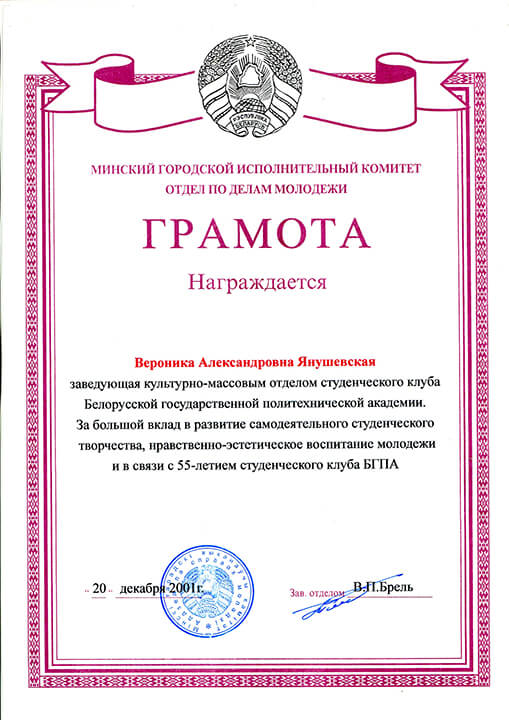 РЭСПУБЛІКА
БЕЛАРУСЬ
МИНСКИЙ ГОРОДСКОЙ ИСПОЛНИТЕЛЬНЫЙ КОМИТЕТ
ОТДЕЛ ПО ДЕЛАМ МОЛОДЕЖИ
ГРАМОТА
Награждается
Вероника Александровна Янушевская
заведующая культурно-массовым отделом студенческого клуба
Белорусской государственной политехнической академии.
За большой вклад в развитие самодеятельного студенческого
творчества, нравственно-эстетическое воспитание молодежи
и в связи с 55-летием студенческого клуба БГПА
" 20 " декабря 2001г.
Зав. отделом В.П.Брель